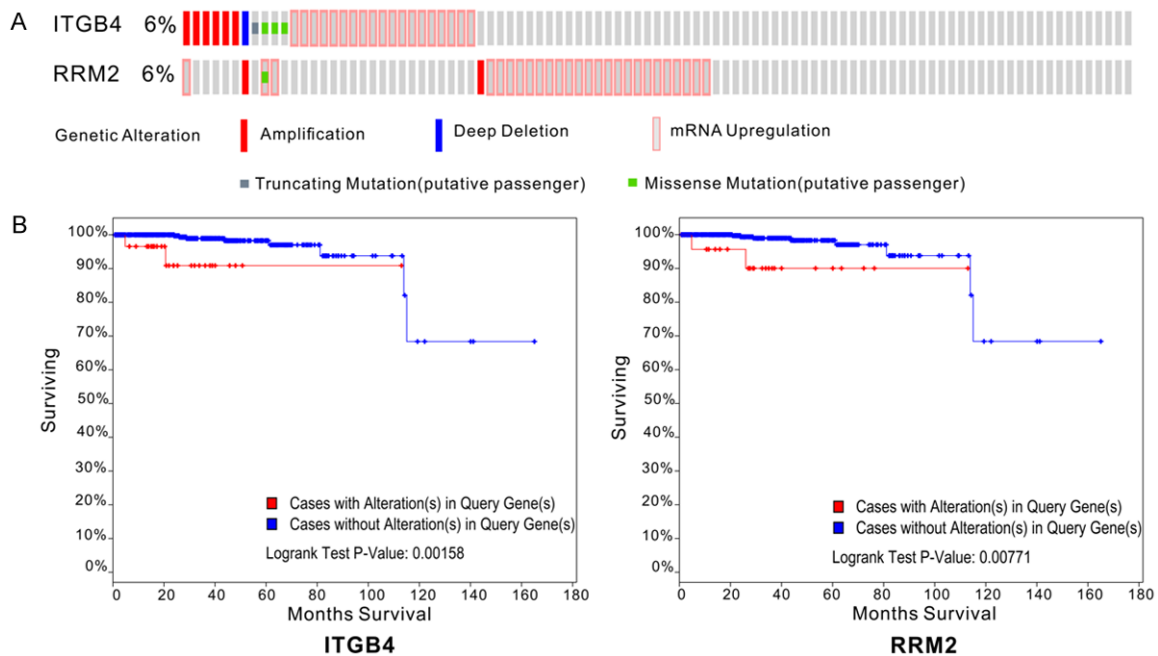 A
ITGB4 6%
RRM2 6%
Genetic Alteration Amplification Deep Deletion mRNA Upregulation
Truncating Mutation(putative passenger) Missense Mutation(putative passenger)
B
100%
90%
80%
70%
60%
50%
40%
30%
20%
10%
0%
Surviving
Cases with Alteration(s) in Query Gene(s)
Cases without Alteration(s) in Query Gene(s)
Logrank Test P-Value: 0.00158
0 20 40 60 80 100 120 140 160 180
Months Survival
ITGB4
100%
90%
80%
70%
60%
50%
40%
30%
20%
10%
0%
Surviving
Cases with Alteration(s) in Query Gene(s)
Cases without Alteration(s) in Query Gene(s)
Logrank Test P-Value: 0.00771
0 20 40 60 80 100 120 140 160 180
Months Survival
RRM2